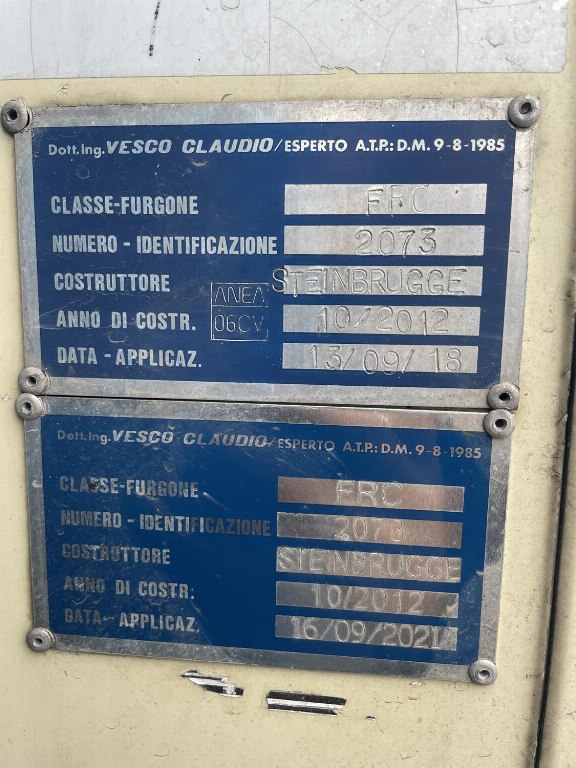 Dott. Ing. VESCO CLAUDIO/ESPERTO A.T.P.: D.M. 9-8-1985
CLASSE-FURGONE FRC
NUMERO - IDENTIFICAZIONE 2073
COSTRUTTORE STEINBRUGGE
ANNO DI COSTR. 10/2012
ANEA
06CV
DATA - APPLICAZ. 13/09/18
Dott. Ing. VESCO CLAUDIO/ESPERTO A.T.P.: D.M. 9-8-1985
CLASSE-FURGONE FRC
NUMERO - IDENTIFICAZIONE 2073
COSTRUTTORE STEINBRUGGE
ANNO DI COSTR. 10/2012
DATA - APPLICAZ. 16/09/2021